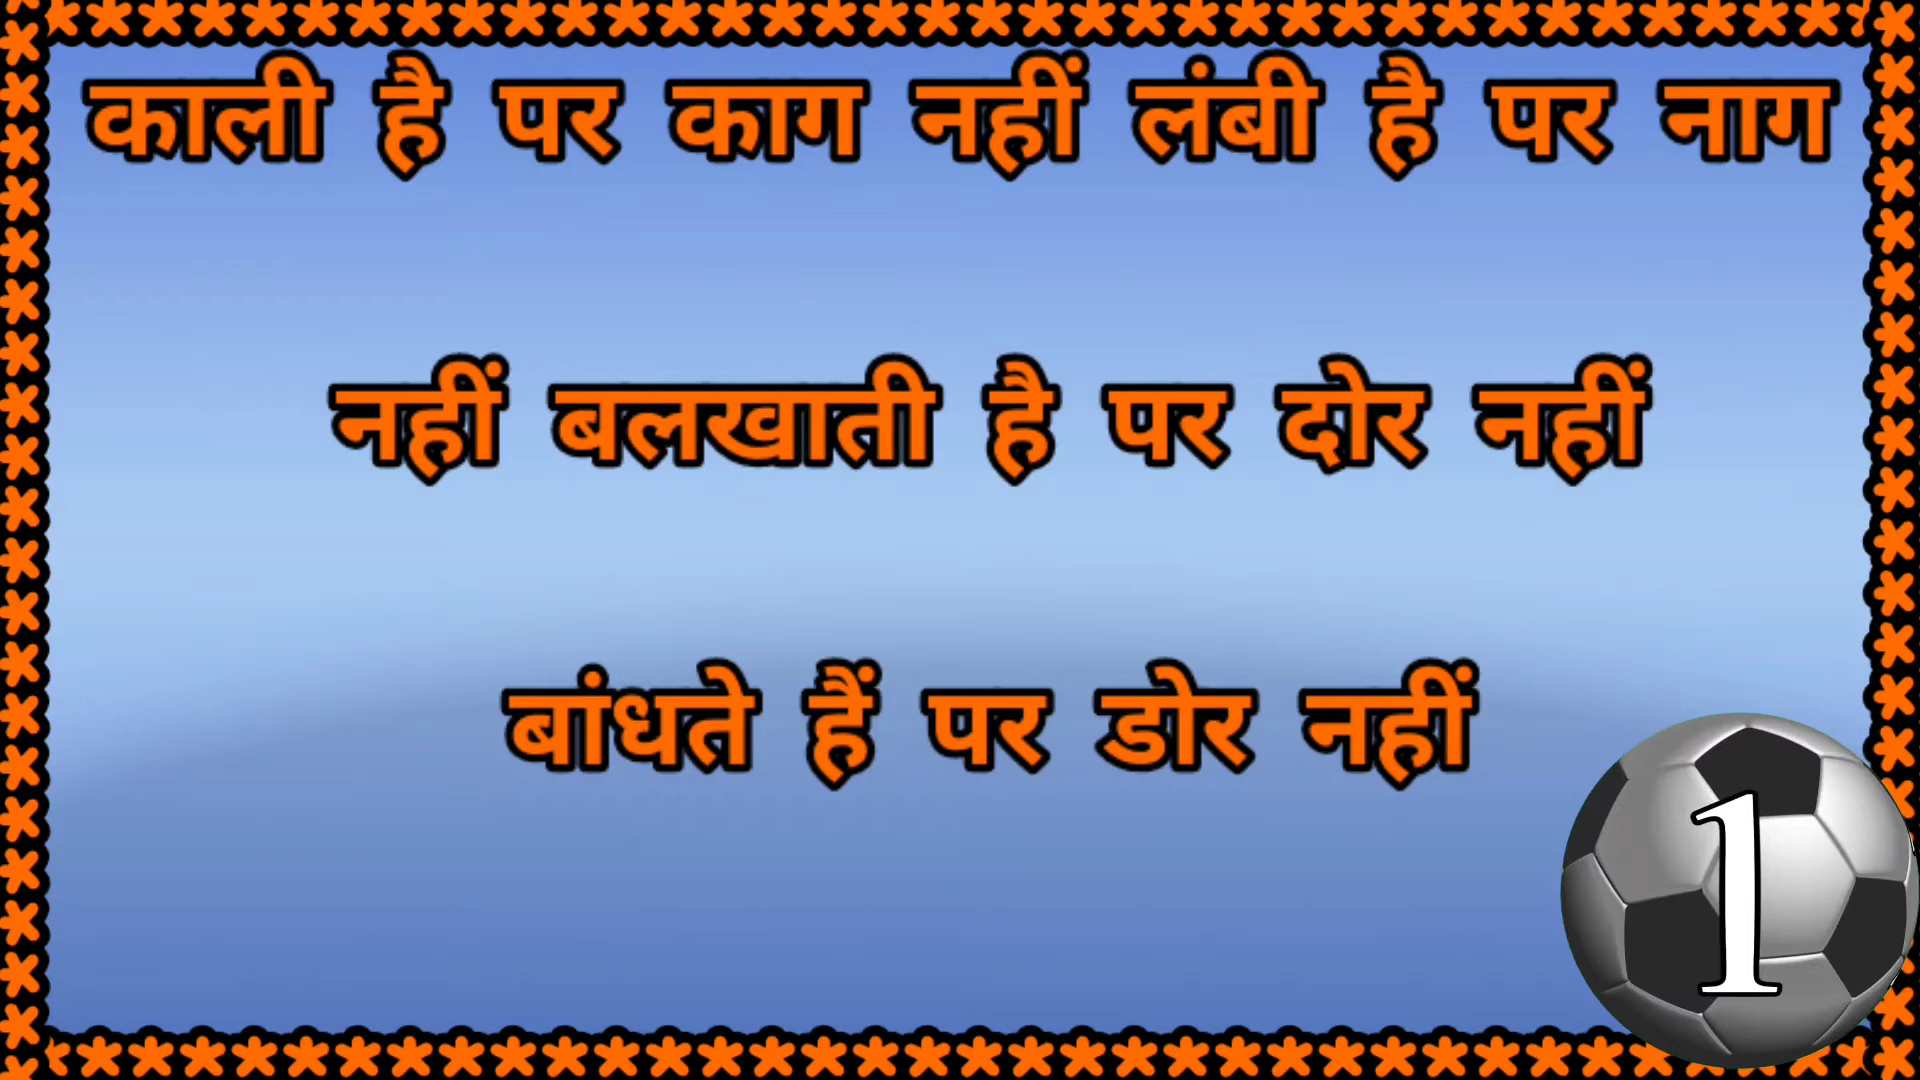 काली है पर काग नहीं लंबी है पर नाग
नहीं बलखाती है पर दोर नहीं
बांधते हैं पर डोर नहीं
1